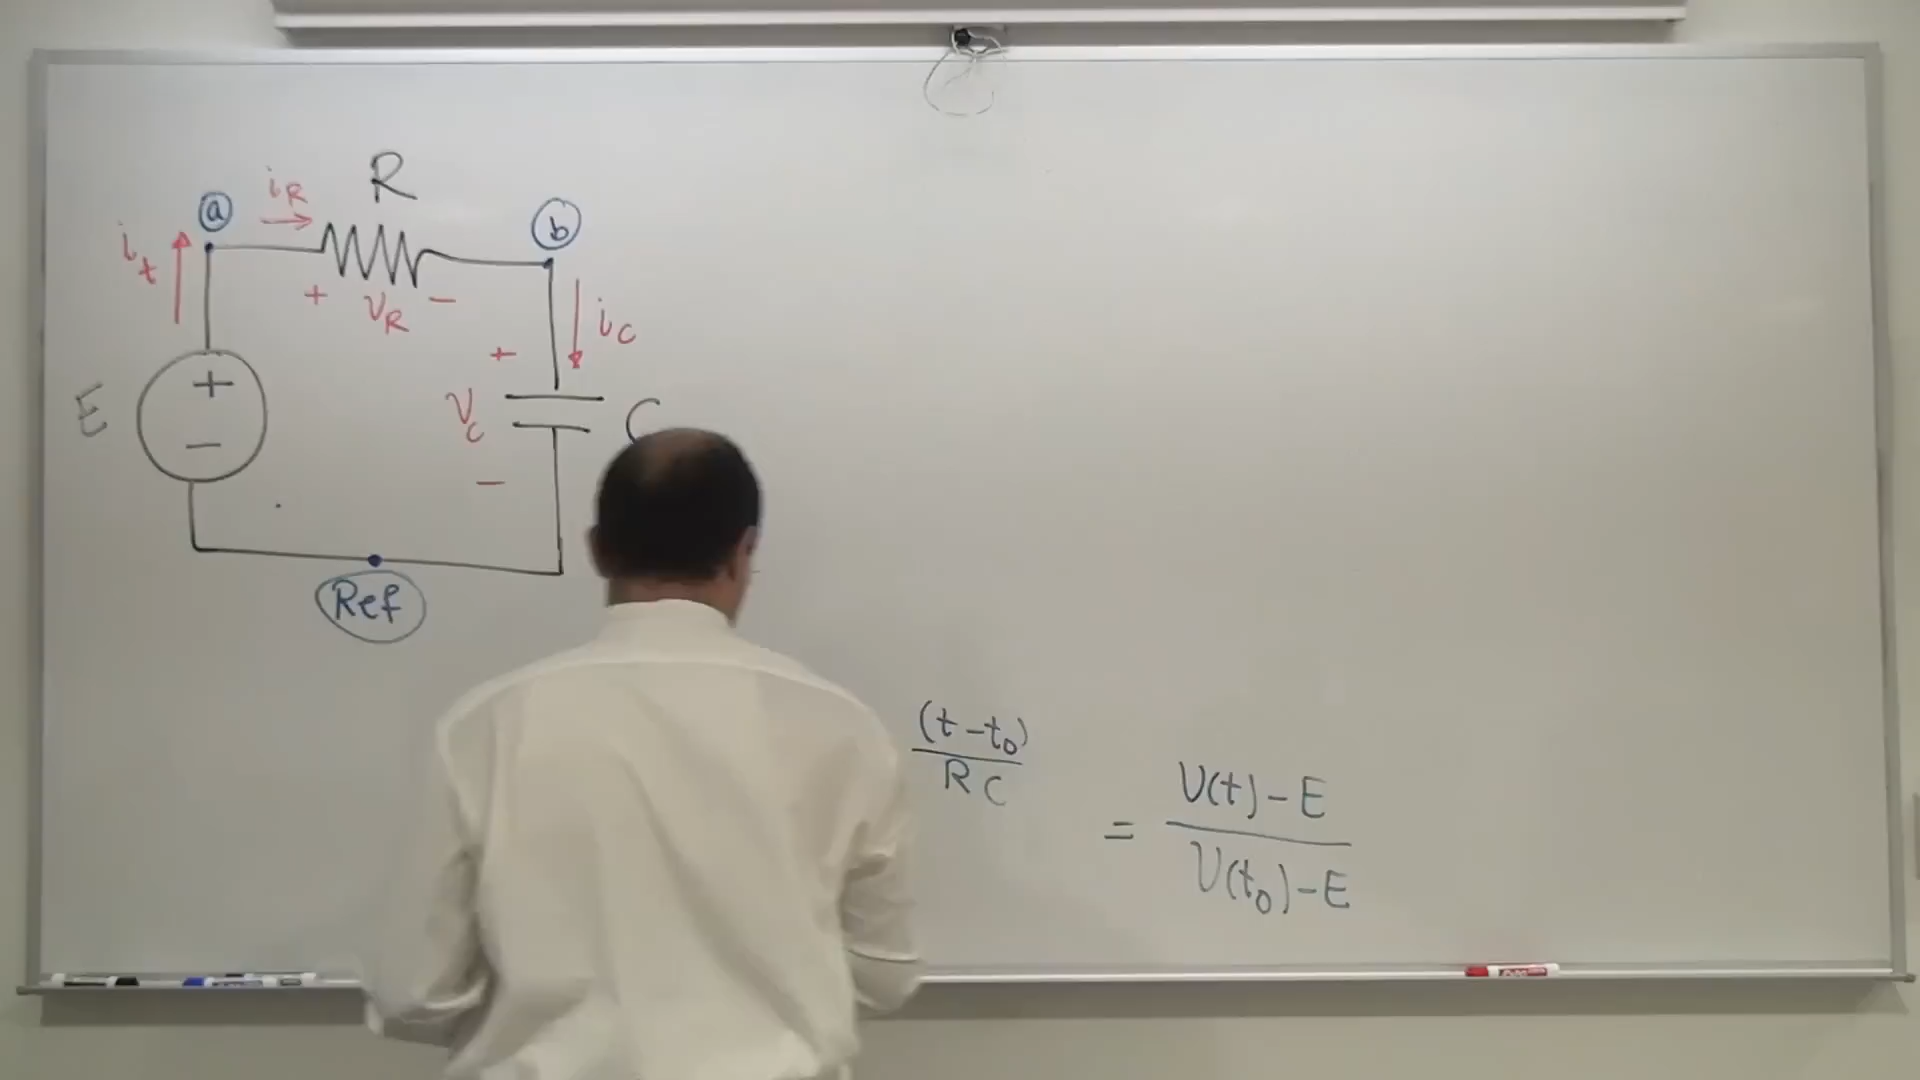 R
i_R
a
b
i_t
+ V_R −
i_C
+
+
E
V_C
C
−
−
Ref
(t − t_0)
RC
= V(t) − E
V(t_0) − E